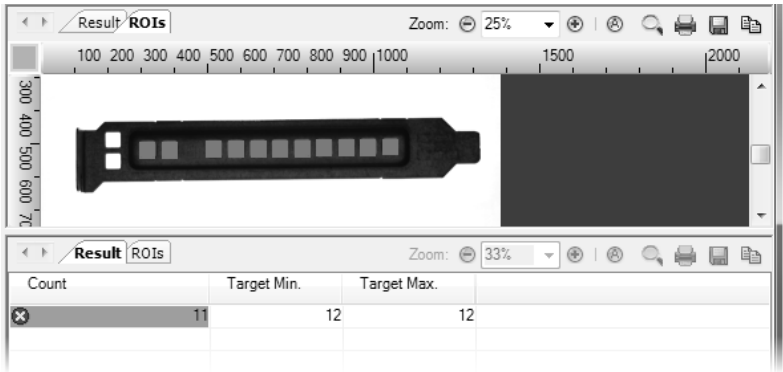 Result ROIs Zoom: 25%
100 200 300 400 500 600 700 800 900 1000 1500 2000
300 400 500 600
Result ROIs Zoom: 33%
Count Target Min. Target Max.
11 12 12